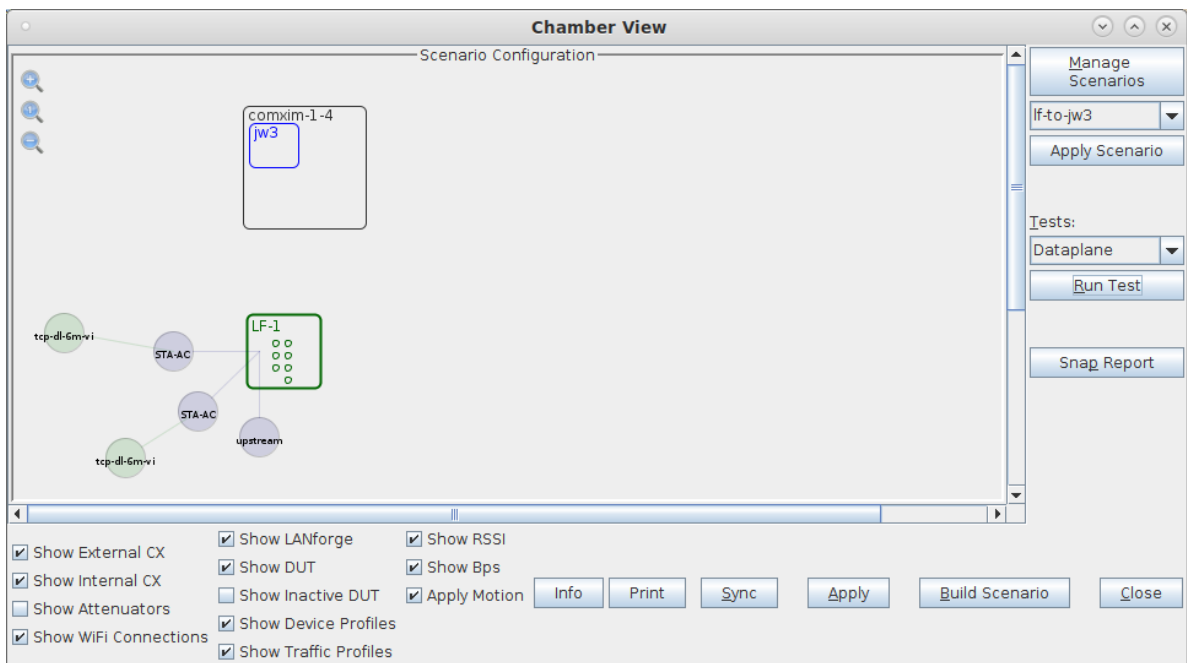 Chamber View
Scenario Configuration
comxim-1-4
jw3
LF-1
tcp-dl-6m-vi
STA-AC
STA-AC
upstream
tcp-dl-6m-vi
Manage
Scenarios
lf-to-jw3
Apply Scenario
Tests:
Dataplane
Run Test
Snap Report
Show External CX
Show Internal CX
Show Attenuators
Show WiFi Connections
Show LANforge
Show DUT
Show Inactive DUT
Show Device Profiles
Show Traffic Profiles
Show RSSI
Show Bps
Apply Motion
Info
Print
Sync
Apply
Build Scenario
Close